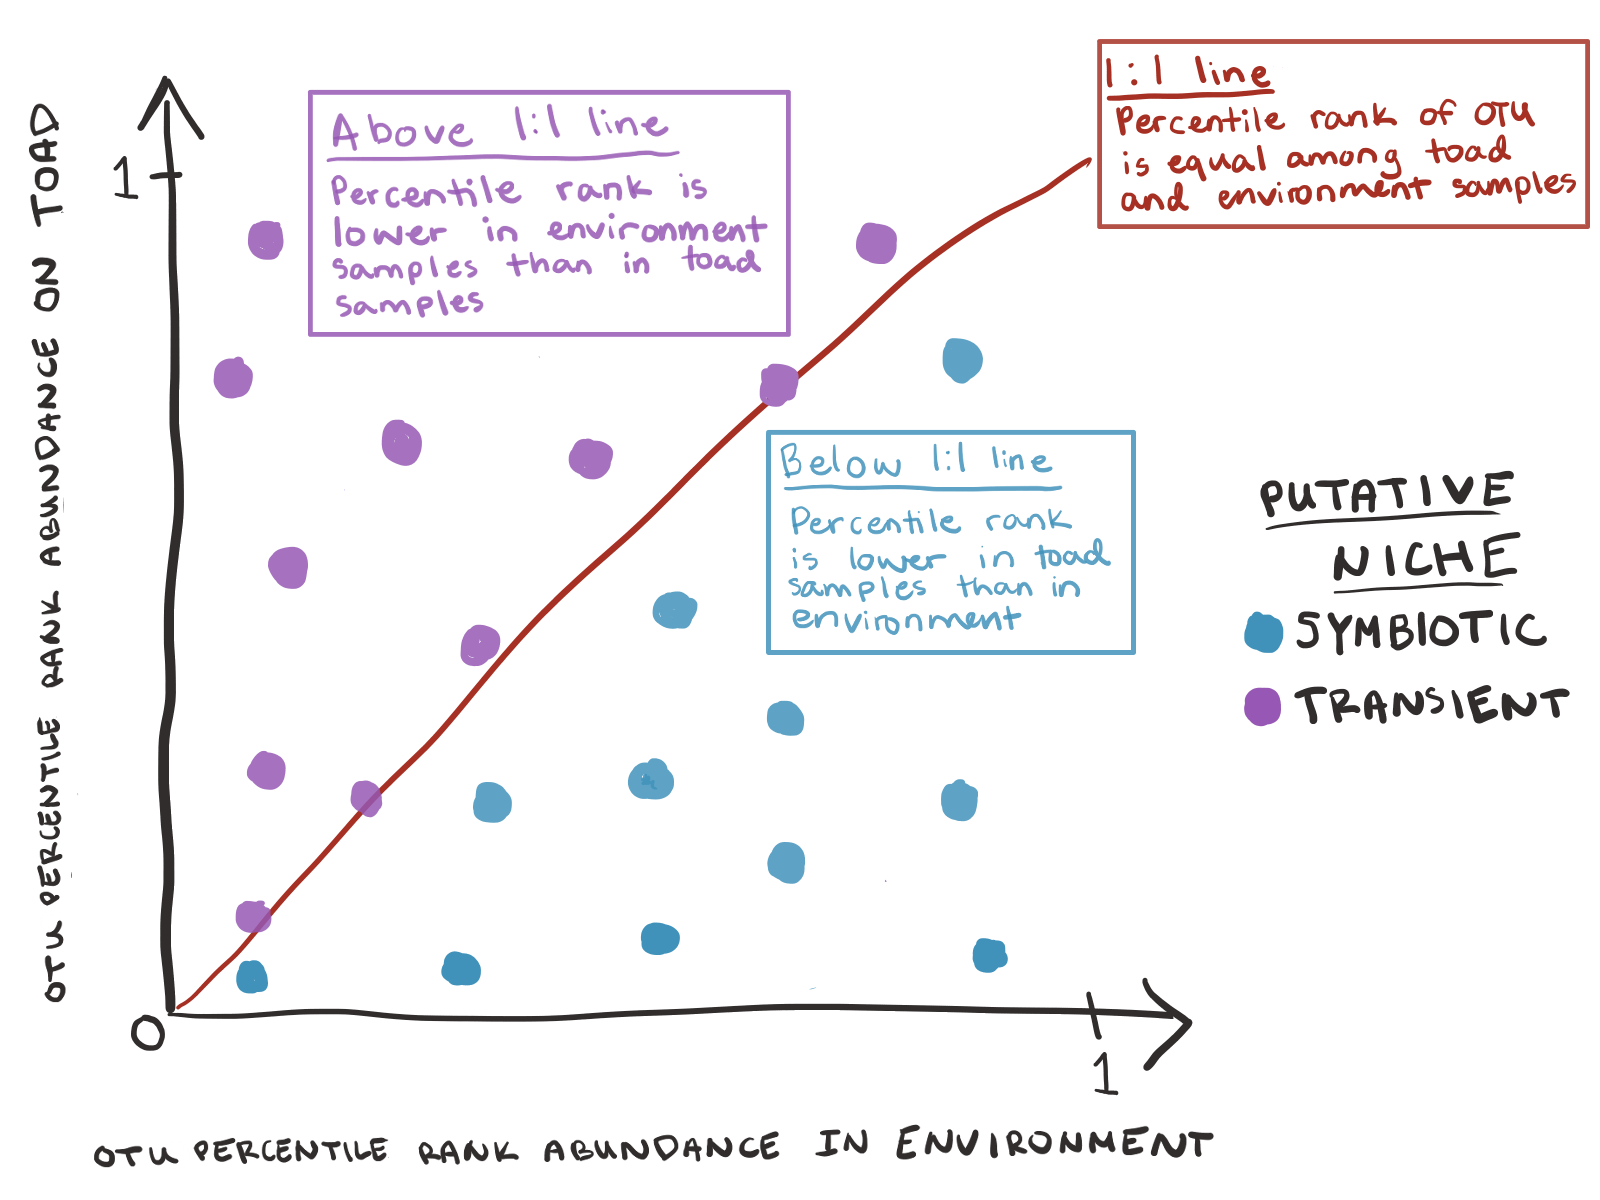 OTU PERCENTILE RANK ABUNDANCE ON TOAD
1
Above 1:1 line
Percentile rank is
lower in environment
samples than in toad
samples
1:1 line
Percentile rank of OTU
is equal among toad
and environment samples
Below 1:1 line
Percentile rank
is lower in toad
samples than in
environment
PUTATIVE
NICHE
SYMBIOTIC
TRANSIENT
0
1
OTU PERCENTILE RANK ABUNDANCE IN ENVIRONMENT